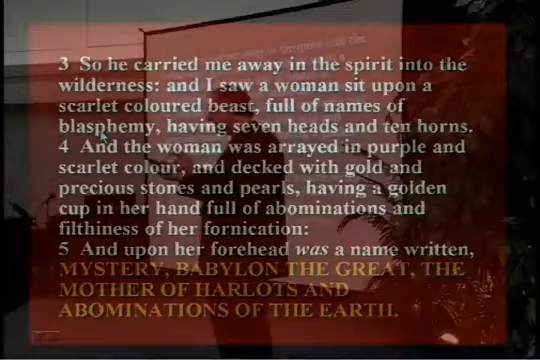 3 So he carried me away in the spirit into the
wilderness: and I saw a woman sit upon a
scarlet coloured beast, full of names of
blasphemy, having seven heads and ten horns.
4 And the woman was arrayed in purple and
scarlet colour, and decked with gold and
precious stones and pearls, having a golden
cup in her hand full of abominations and
filthiness of her fornication:
5 And upon her forehead was a name written,
MYSTERY, BABYLON THE GREAT, THE
MOTHER OF HARLOTS AND
ABOMINATIONS OF THE EARTH.